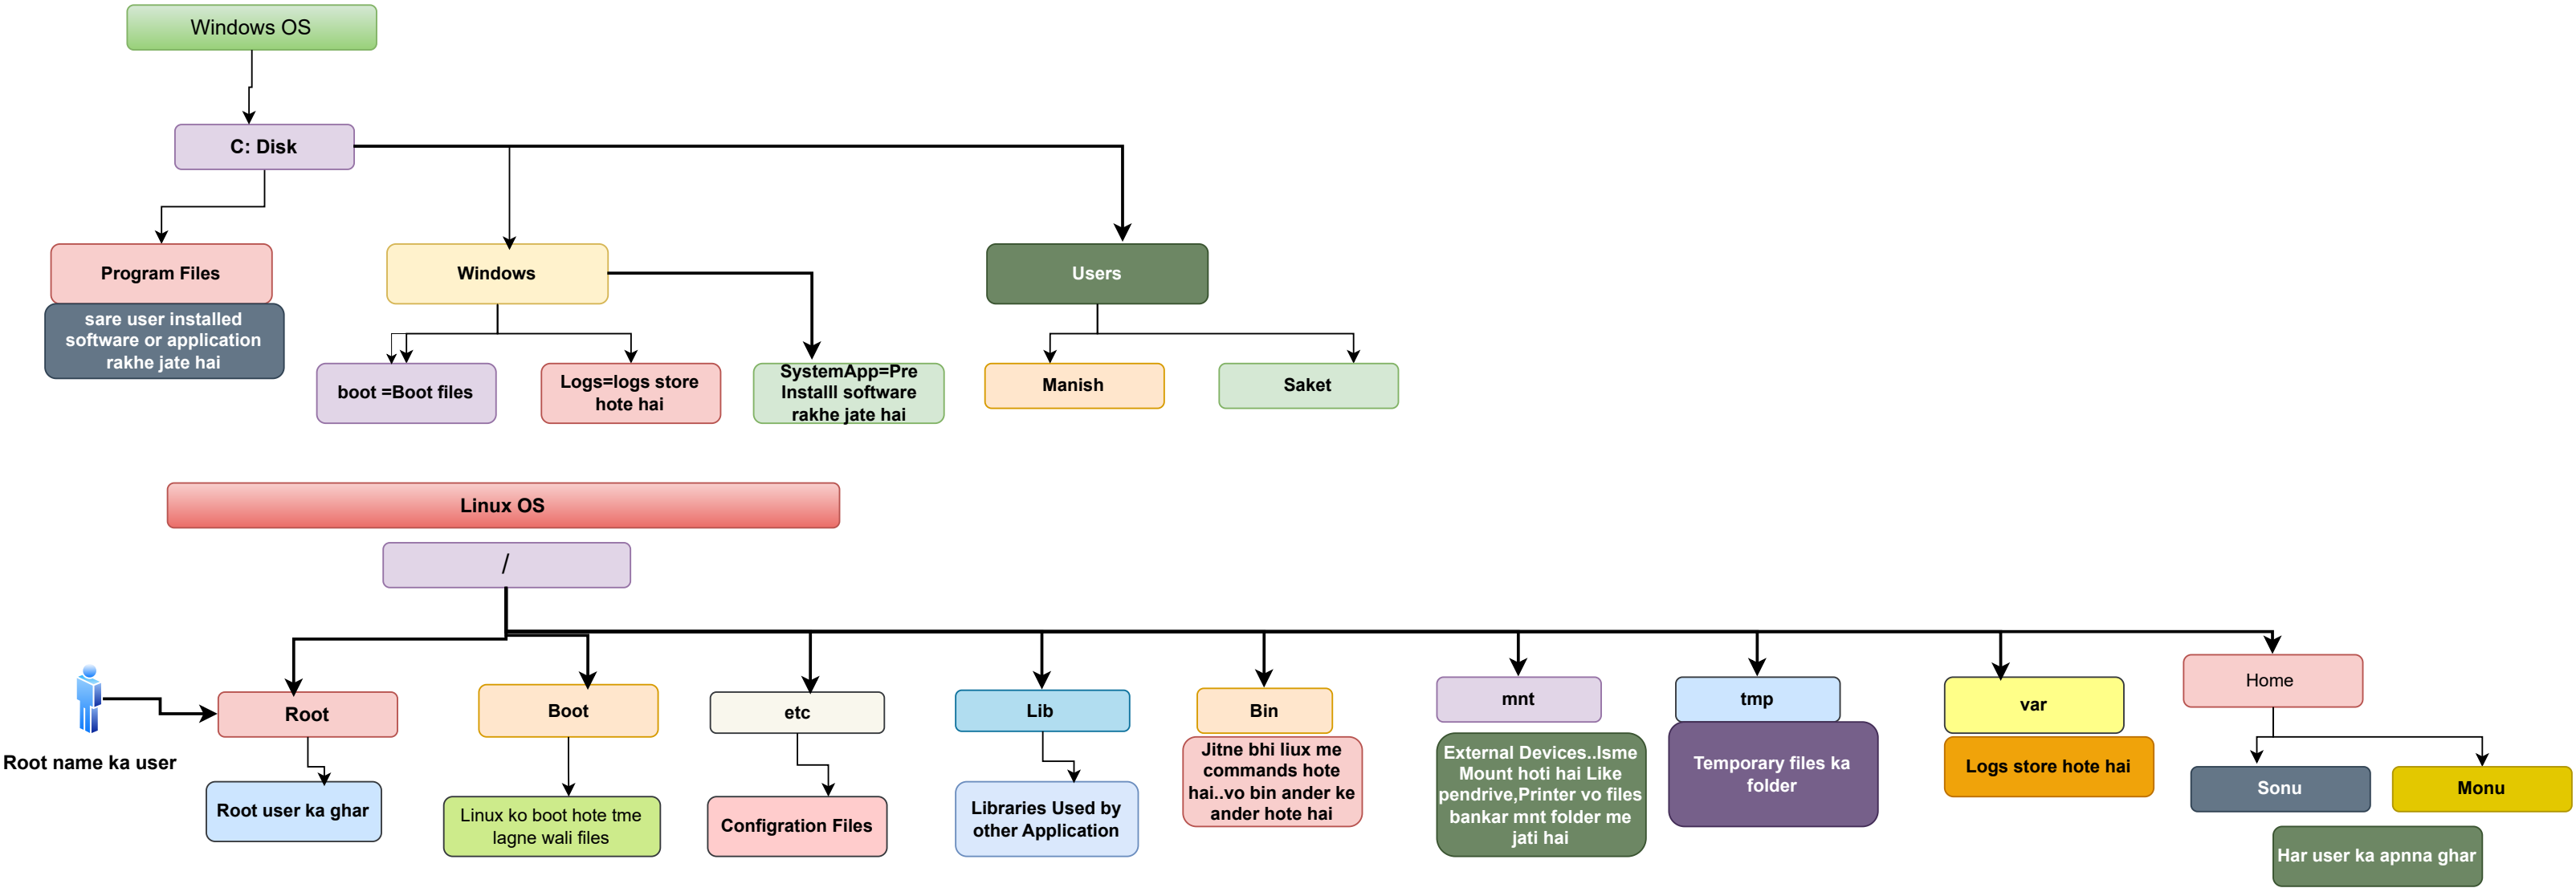 Windows OS
C: Disk
Program Files
sare user installed
software or application
rakhe jate hai
Windows
boot =Boot files
Logs=logs store
hote hai
SystemApp=Pre
Installl software
rakhe jate hai
Users
Manish
Saket
Linux OS
/
Root name ka user
Root
Root user ka ghar
Boot
Linux ko boot hote tme
lagne wali files
etc
Configration Files
Lib
Libraries Used by
other Application
Bin
Jitne bhi liux me
commands hote
hai..vo bin ander ke
ander hote hai
mnt
External Devices..Isme
Mount hoti hai Like
pendrive,Printer vo files
bankar mnt folder me
jati hai
tmp
Temporary files ka
folder
var
Logs store hote hai
Home
Sonu
Monu
Har user ka apnna ghar